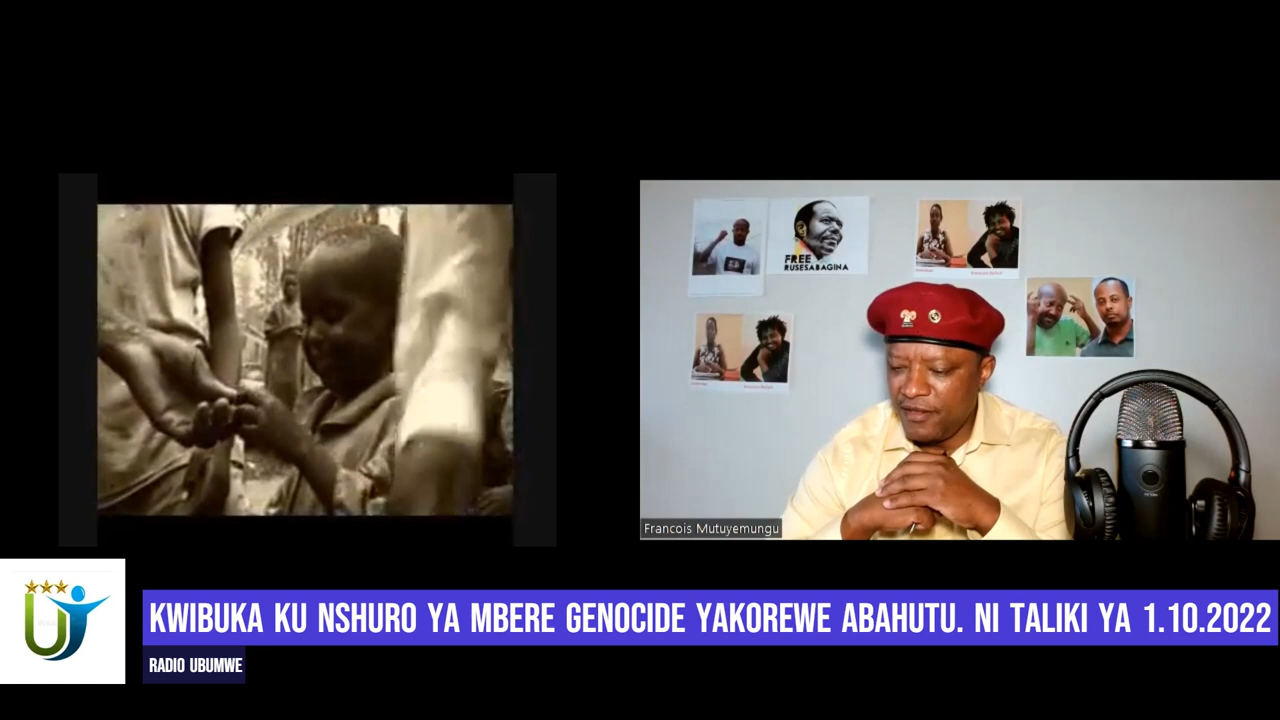 FREE
RUSESABAGINA
Francois Mutuyemungu
KWIBUKA KU NSHURO YA MBERE GENOCIDE YAKOREWE ABAHUTU. NI TALIKI YA 1.10.2022
RADIO UBUMWE